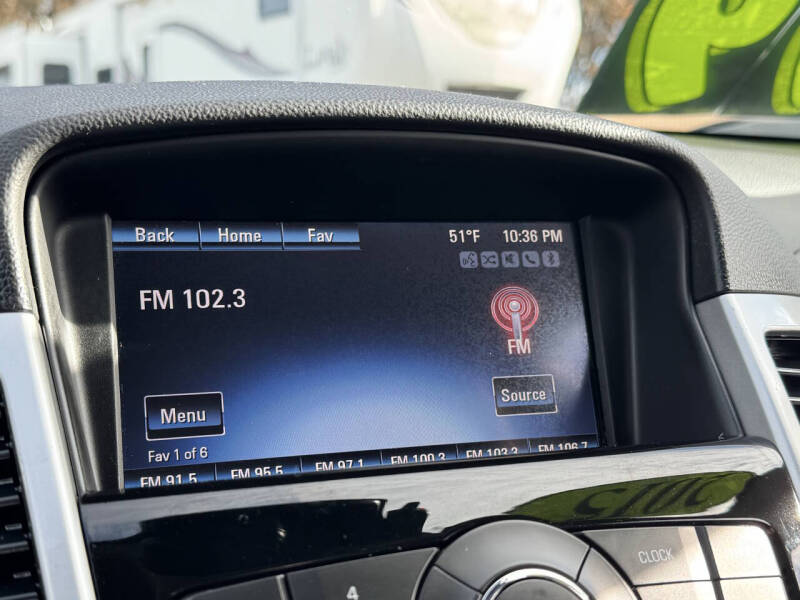 Back Home Fav 51°F 10:36 PM
FM 102.3
FM
Menu Source
Fav 1 of 6
FM 91.5 FM 95.5 FM 97.1 FM 100.3 FM 103.3 FM 106.7
CLOCK
4